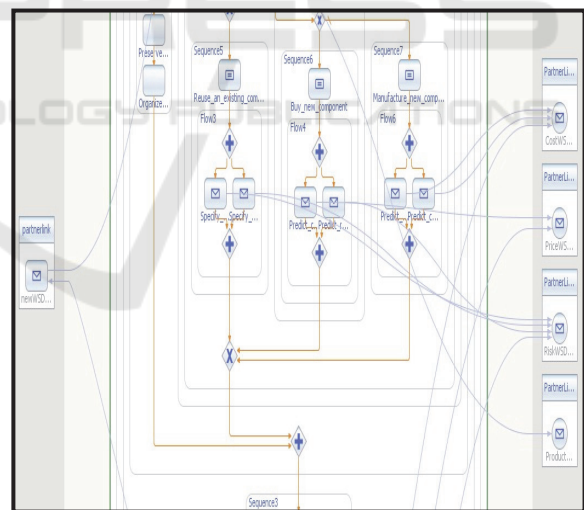 Preserve...
Organize...
Sequence5
Reuse_an_existing_com...
Flow3
Specify_...
Specify_...
Sequence6
Buy_new_component
Flow4
Predict_c...
Predict_r...
Sequence7
Manufacture_new_comp...
Flow6
Predict_...
Predict_c...
partnerlink
newWSD...
PartnerLi...
CostWS...
PartnerLi...
PriceWS...
PartnerLi...
RiskWSD...
PartnerLi...
Product...
Sequence3